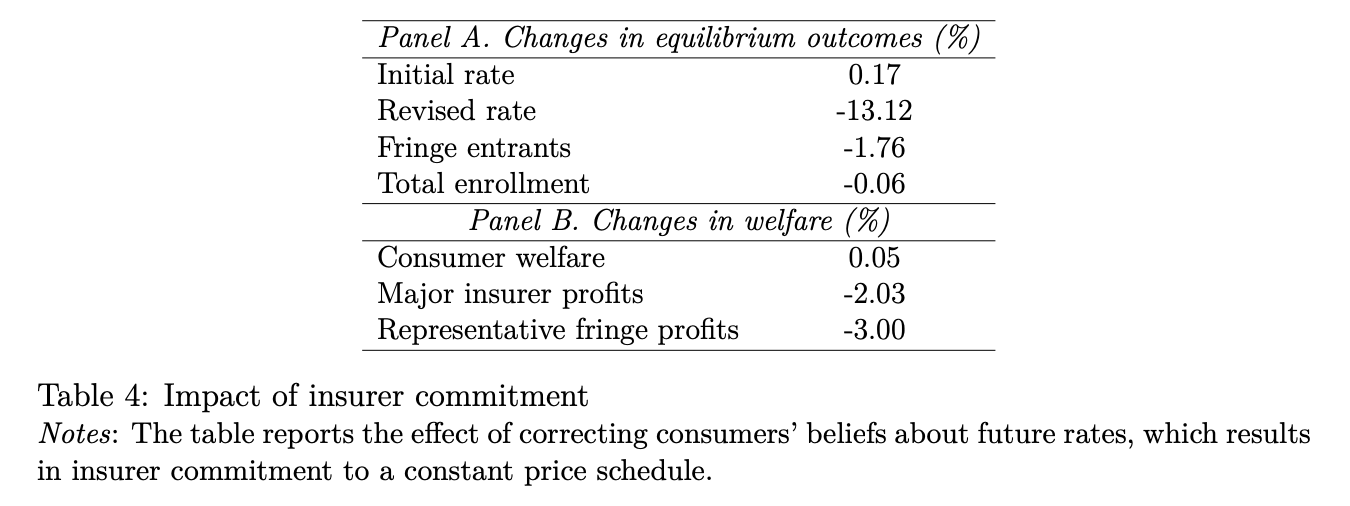 Panel A. Changes in equilibrium outcomes (%)
Initial rate 0.17
Revised rate -13.12
Fringe entrants -1.76
Total enrollment -0.06
Panel B. Changes in welfare (%)
Consumer welfare 0.05
Major insurer profits -2.03
Representative fringe profits -3.00
Table 4: Impact of insurer commitment
Notes: The table reports the effect of correcting consumers' beliefs about future rates, which results
in insurer commitment to a constant price schedule.